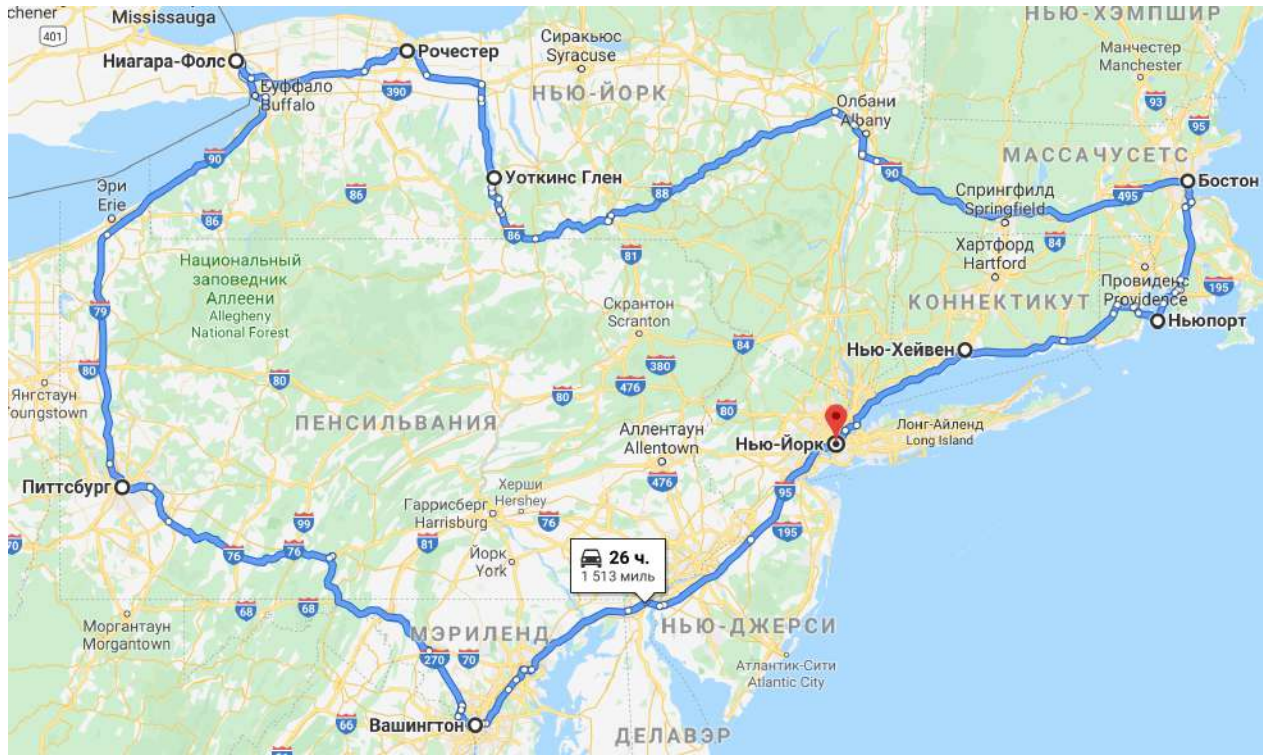 chener
Mississauga
401
Ниагара-Фолс
Рочестер
Сиракьюс
Syracuse
НЬЮ-ХЭМПШИР
Манчестер
Manchester
Буффало
Buffalo
390
НЬЮ-ЙОРК
Олбани
Albany
93
95
90
МАССАЧУСЕТС
Эри
Erie
86
Уоткинс Глен
88
90
Спрингфилд
Springfield
495
Бостон
86
86
81
84
Хартфорд
Hartford
Национальный
заповедник
Аллегени
Allegheny
National Forest
Провиденс
Providence
195
КОННЕКТИКУТ
79
Скрантон
Scranton
84
Ньюпорт
Нью-Хейвен
80
380
80
476
80
80
Янгстаун
Youngstown
ПЕНСИЛЬВАНИЯ
Аллентаун
Allentown
Нью-Йорк
Лонг-Айленд
Long Island
Питтсбург
476
95
Гаррисберг
Harrisburg
Херши
Hershey
76
99
195
70
76
76
81
Йорк
York
26 ч.
1 513 миль
68
68
Моргантаун
Morgantown
МЭРИЛЕНД
НЬЮ-ДЖЕРСИ
270
70
Атлантик-Сити
Atlantic City
Вашингтон
66
ДЕЛАВЭР